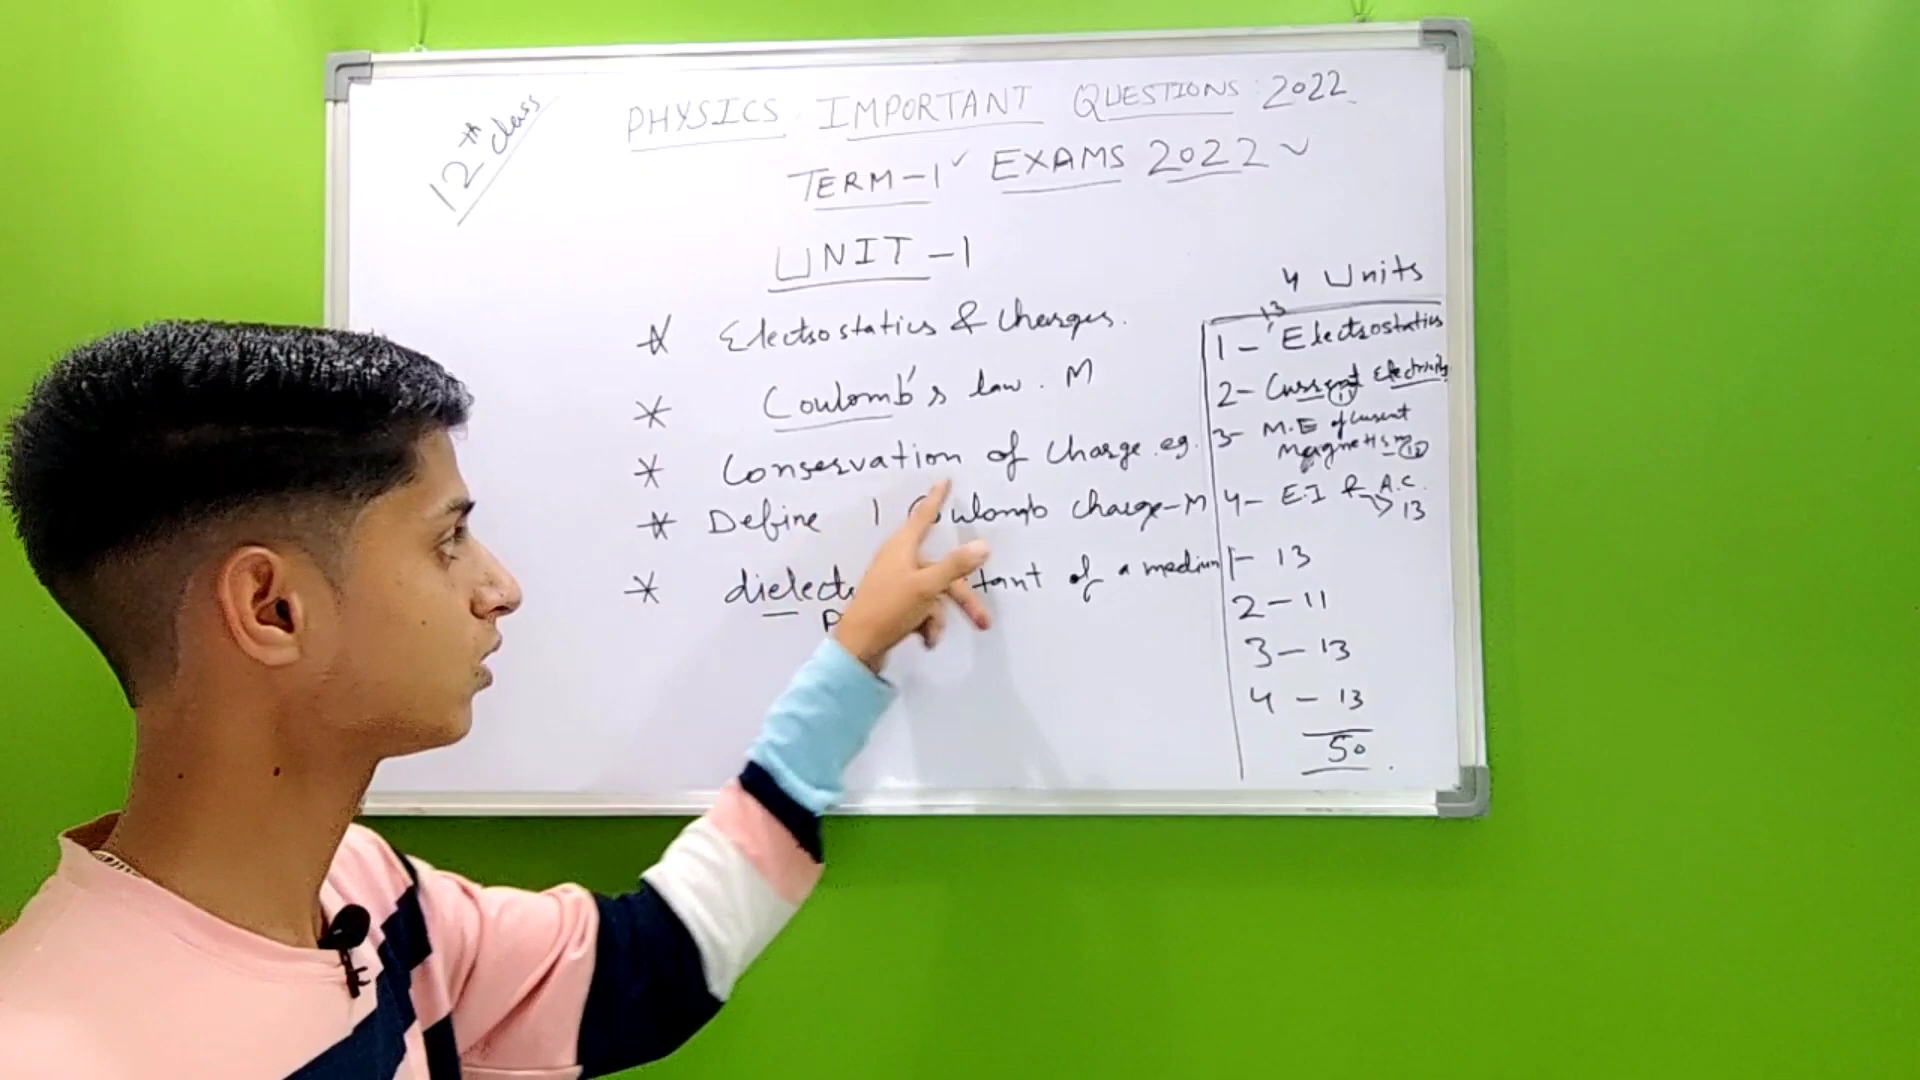 12th class
PHYSICS IMPORTANT QUESTIONS 2022
TERM-1 EXAMS 2022
UNIT-1
Electrostatics & Charges.
Coulomb's law. M
Conservation of Charge. eg.
Define 1 Coulomb charge-M
dielect tant of a medium
4 Units
13
1- Electrostatics
2- Current Electricity
11
3- M.E of Current
Magnetism
4- E.I & A.C.
13
1- 13
2- 11
3- 13
4- 13
50